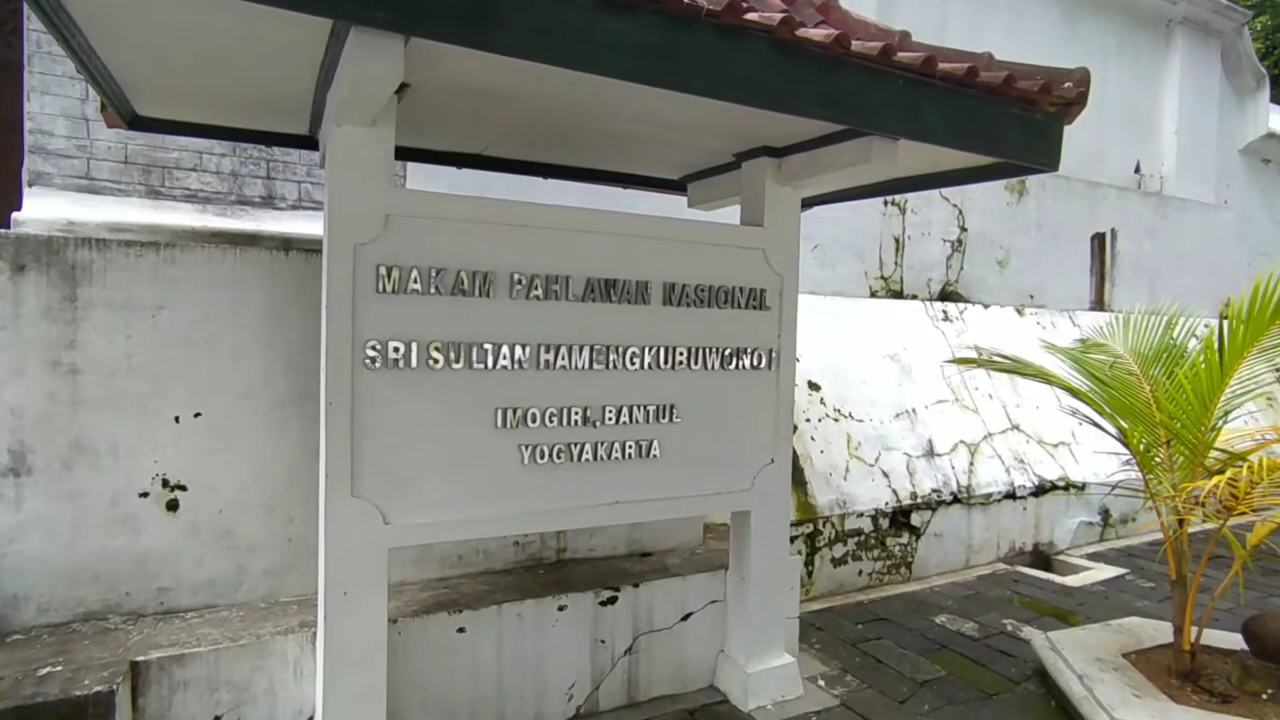 MAKAM PAHLAWAN NASIONAL
SRI SULTAN HAMENGKUBUWONO I
IMOGIRI, BANTUL
YOGYAKARTA